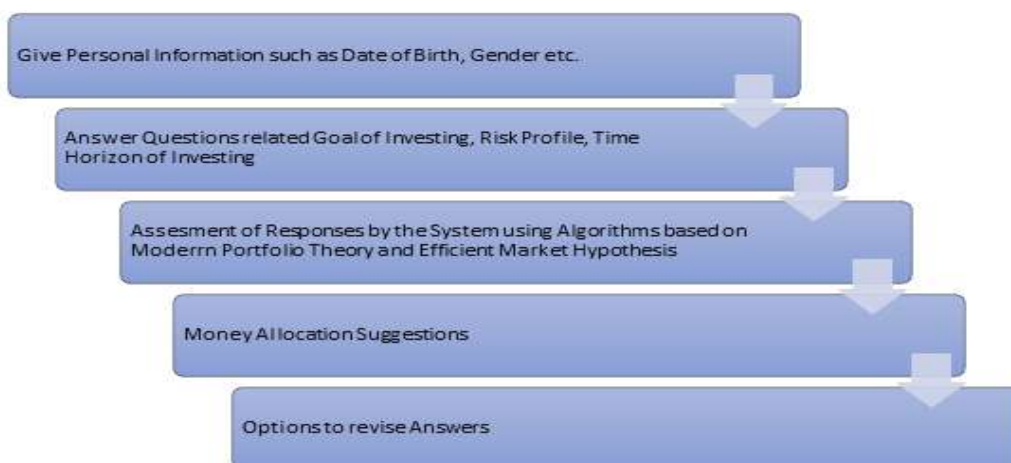 Give Personal Information such as Date of Birth, Gender etc.
Answer Questions related Goal of Investing, Risk Profile, Time
Horizon of Investing
Assesment of Responses by the System using Algorithms based on
Moderrn Portfolio Theory and Efficient Market Hypothesis
Money Allocation Suggestions
Options to revise Answers